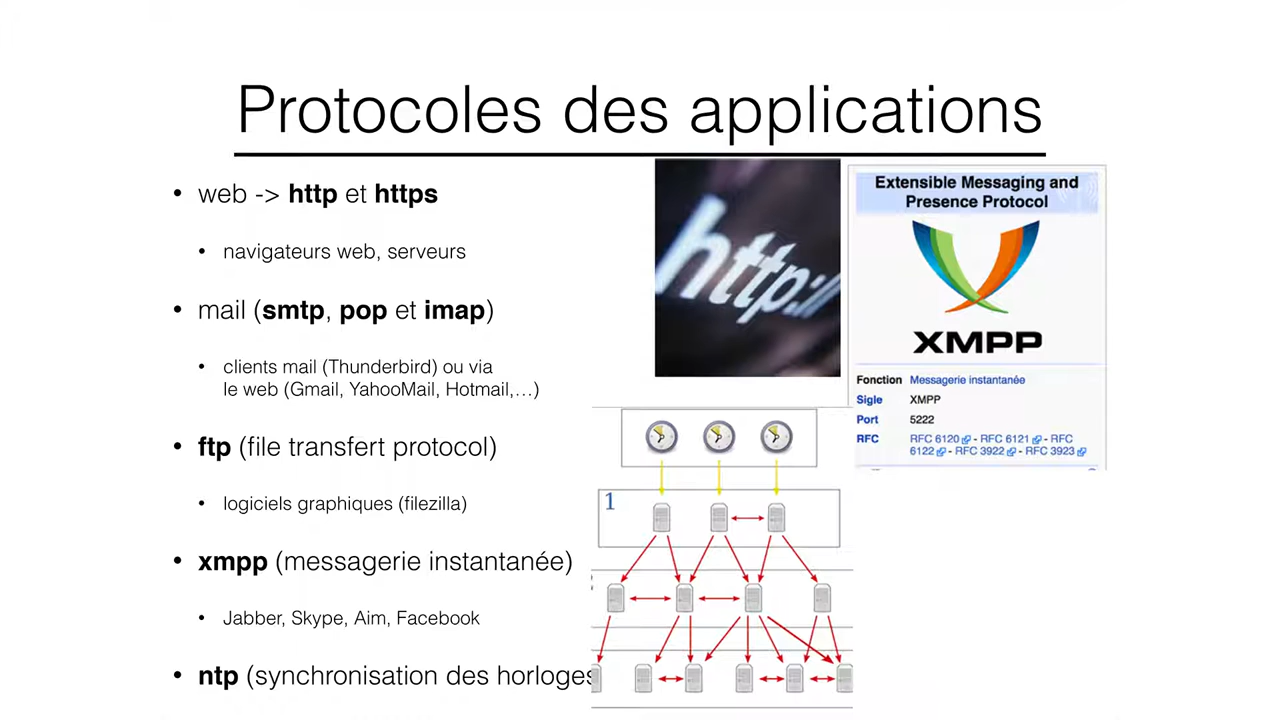 Protocoles des applications
• web -> http et https
• navigateurs web, serveurs
• mail (smtp, pop et imap)
• clients mail (Thunderbird) ou via
le web (Gmail, YahooMail, Hotmail,...)
• ftp (file transfert protocol)
• logiciels graphiques (filezilla)
• xmpp (messagerie instantanée)
• Jabber, Skype, Aim, Facebook
• ntp (synchronisation des horloges
http://
Extensible Messaging and
Presence Protocol
XMPP
Fonction Messagerie instantanée
Sigle XMPP
Port 5222
RFC RFC 6120 - RFC 6121 - RFC
6122 - RFC 3922 - RFC 3923
1